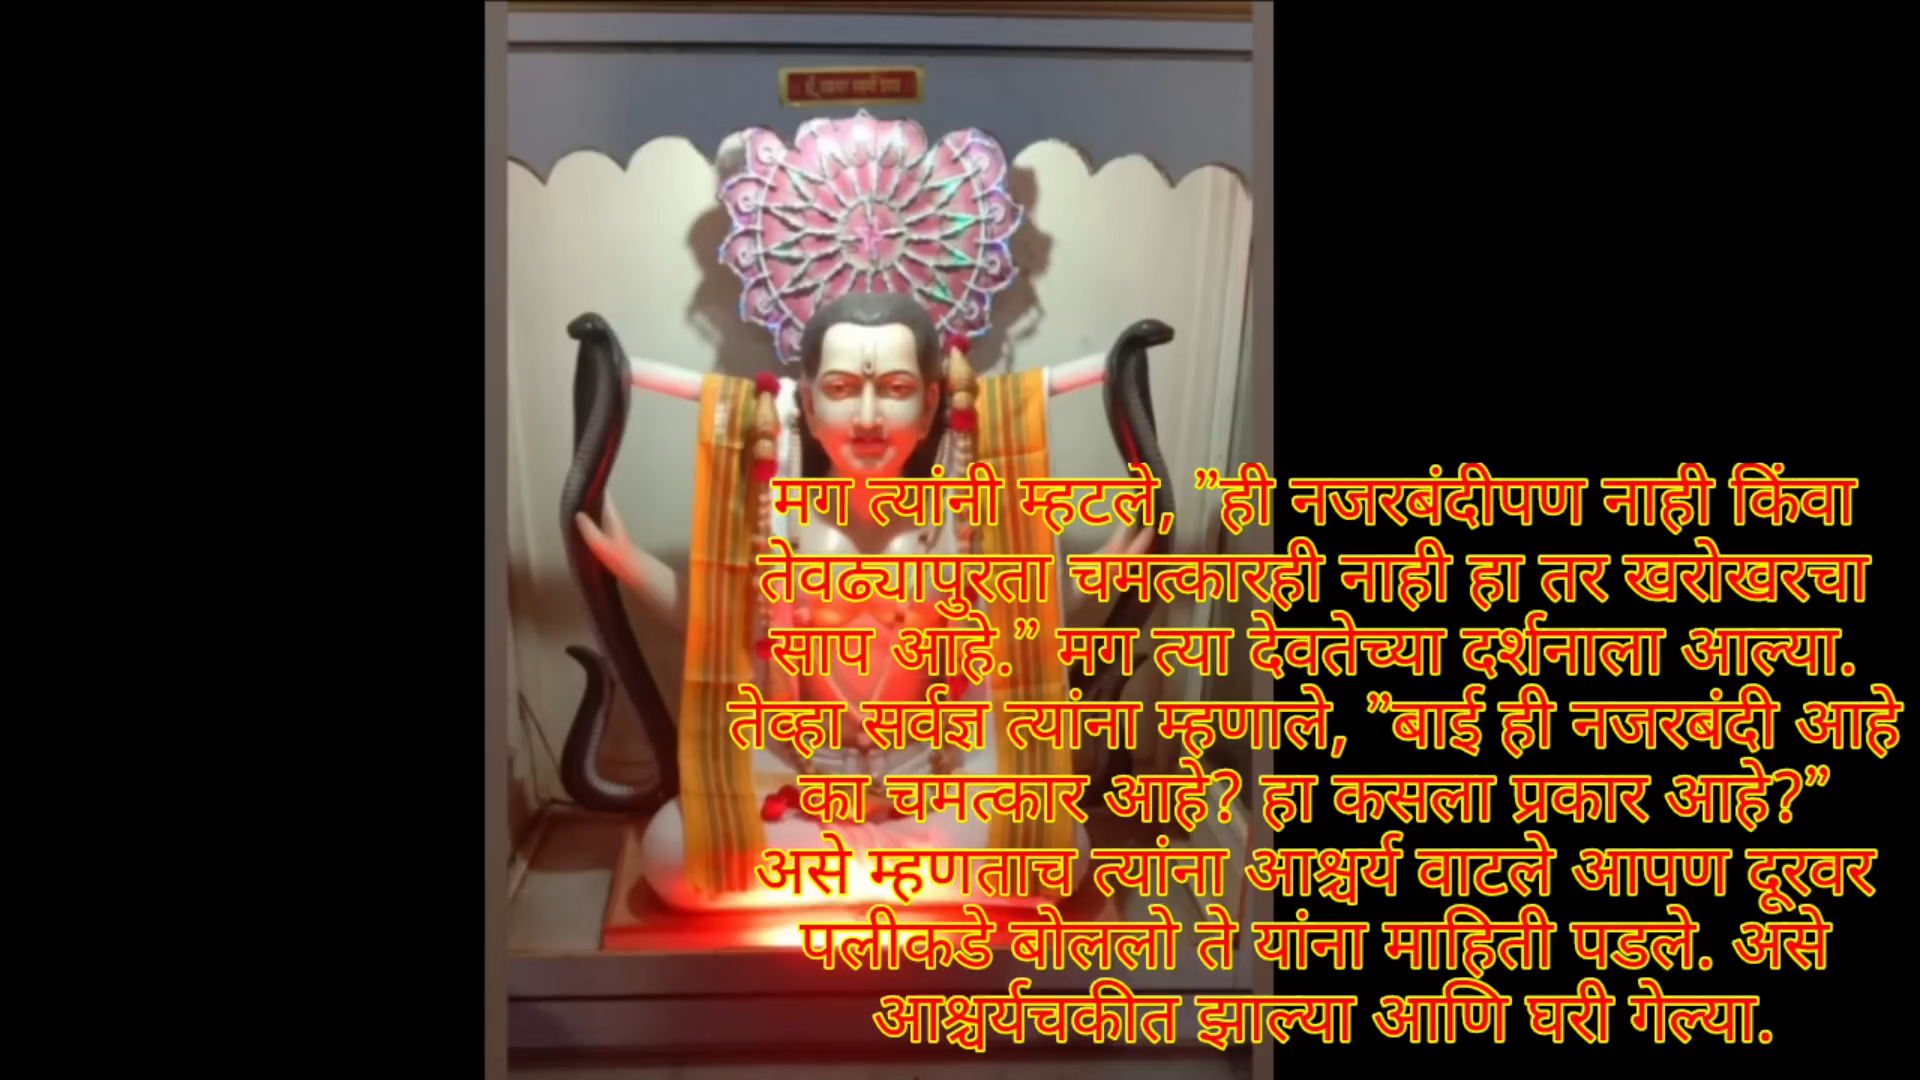 मग त्यांनी म्हटले, ”ही नजरबंदीपण नाही किंवा
तेवढ्यापुरता चमत्कारही नाही हा तर खरोखरचा
साप आहे.” मग त्या देवतेच्या दर्शनाला आल्या.
तेव्हा सर्वज्ञ त्यांना म्हणाले, ”बाई ही नजरबंदी आहे
का चमत्कार आहे? हा कसला प्रकार आहे?”
असे म्हणताच त्यांना आश्चर्य वाटले आपण दूरवर
पलीकडे बोललो ते यांना माहिती पडले. असे
आश्चर्यचकीत झाल्या आणि घरी गेल्या.